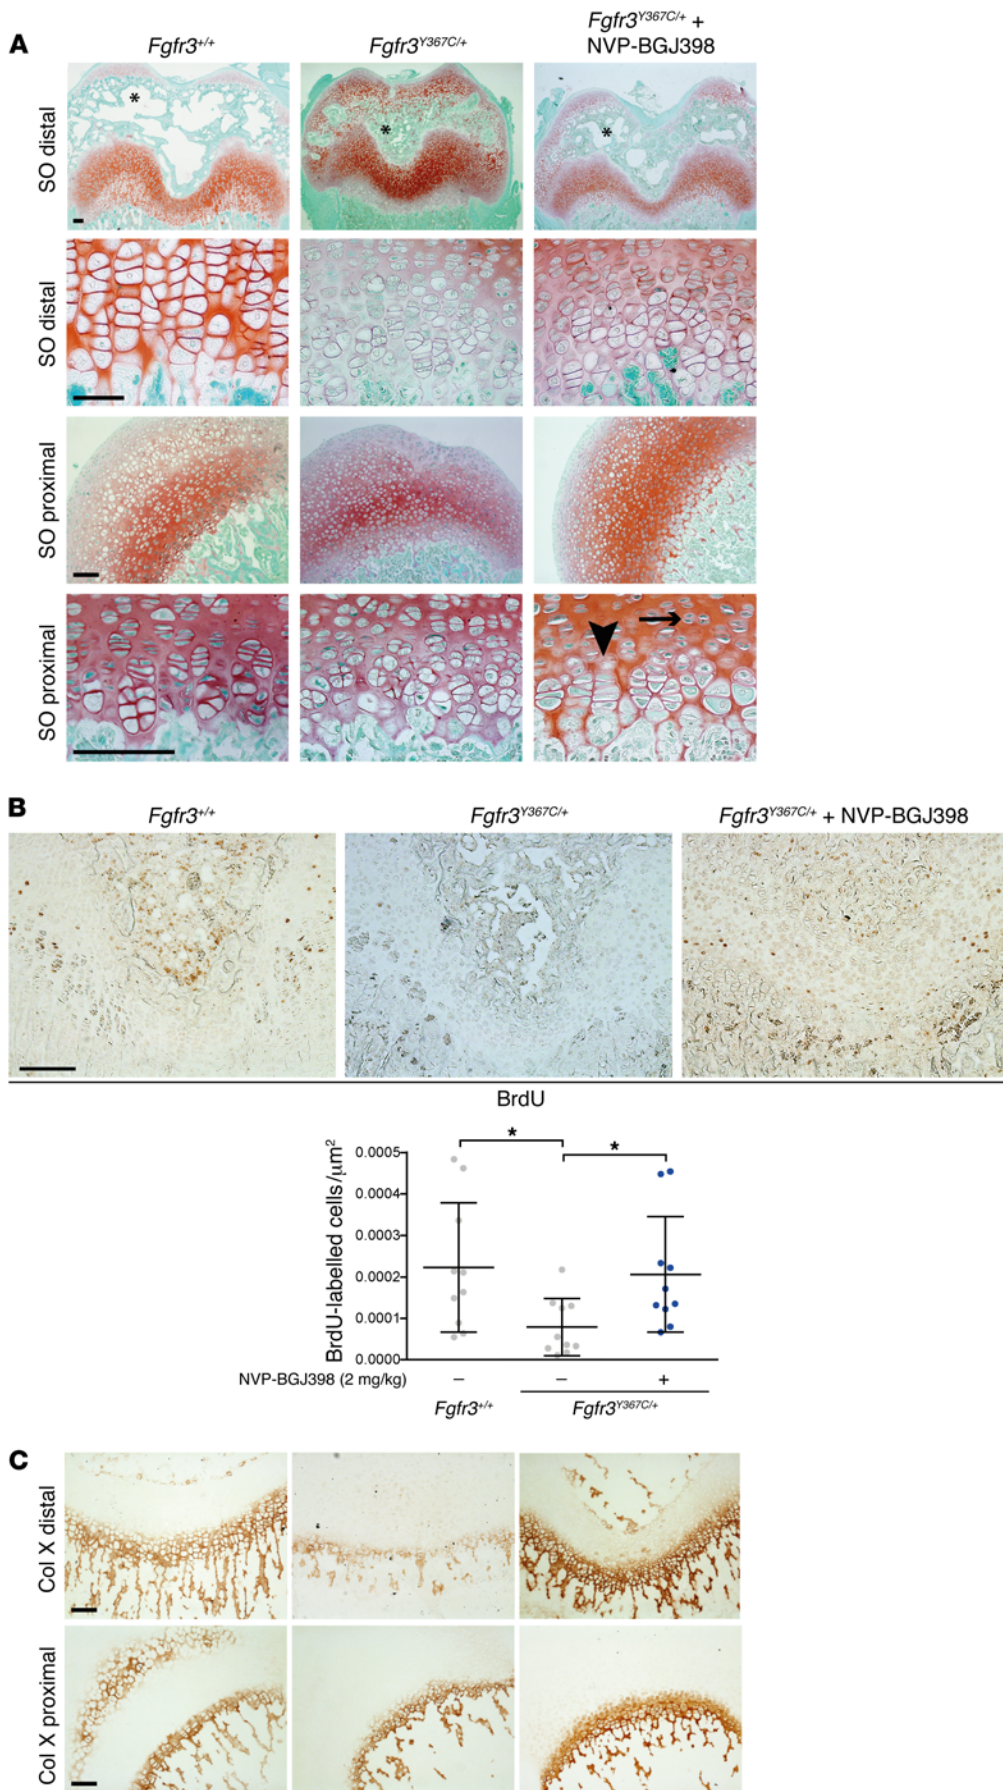 A
Fgfr3+/+
Fgfr3Y367C/+
Fgfr3Y367C/+ +
NVP-BGJ398
SO distal
*
*
*
SO distal
SO proximal
SO proximal
B
Fgfr3+/+
Fgfr3Y367C/+
Fgfr3Y367C/+ + NVP-BGJ398
BrdU
BrdU-labelled cells/μm²
*
*
0.0005
0.0004
0.0003
0.0002
0.0001
0.0000
NVP-BGJ398 (2 mg/kg) – – +
Fgfr3+/+
Fgfr3Y367C/+
C
Col X distal
Col X proximal